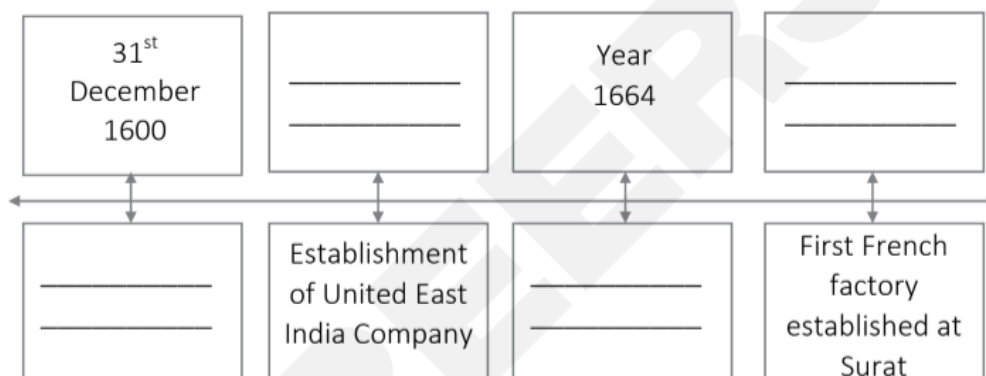 31st
December
1600
Year
1664
Establishment
of United East
India Company
First French
factory
established at
Surat